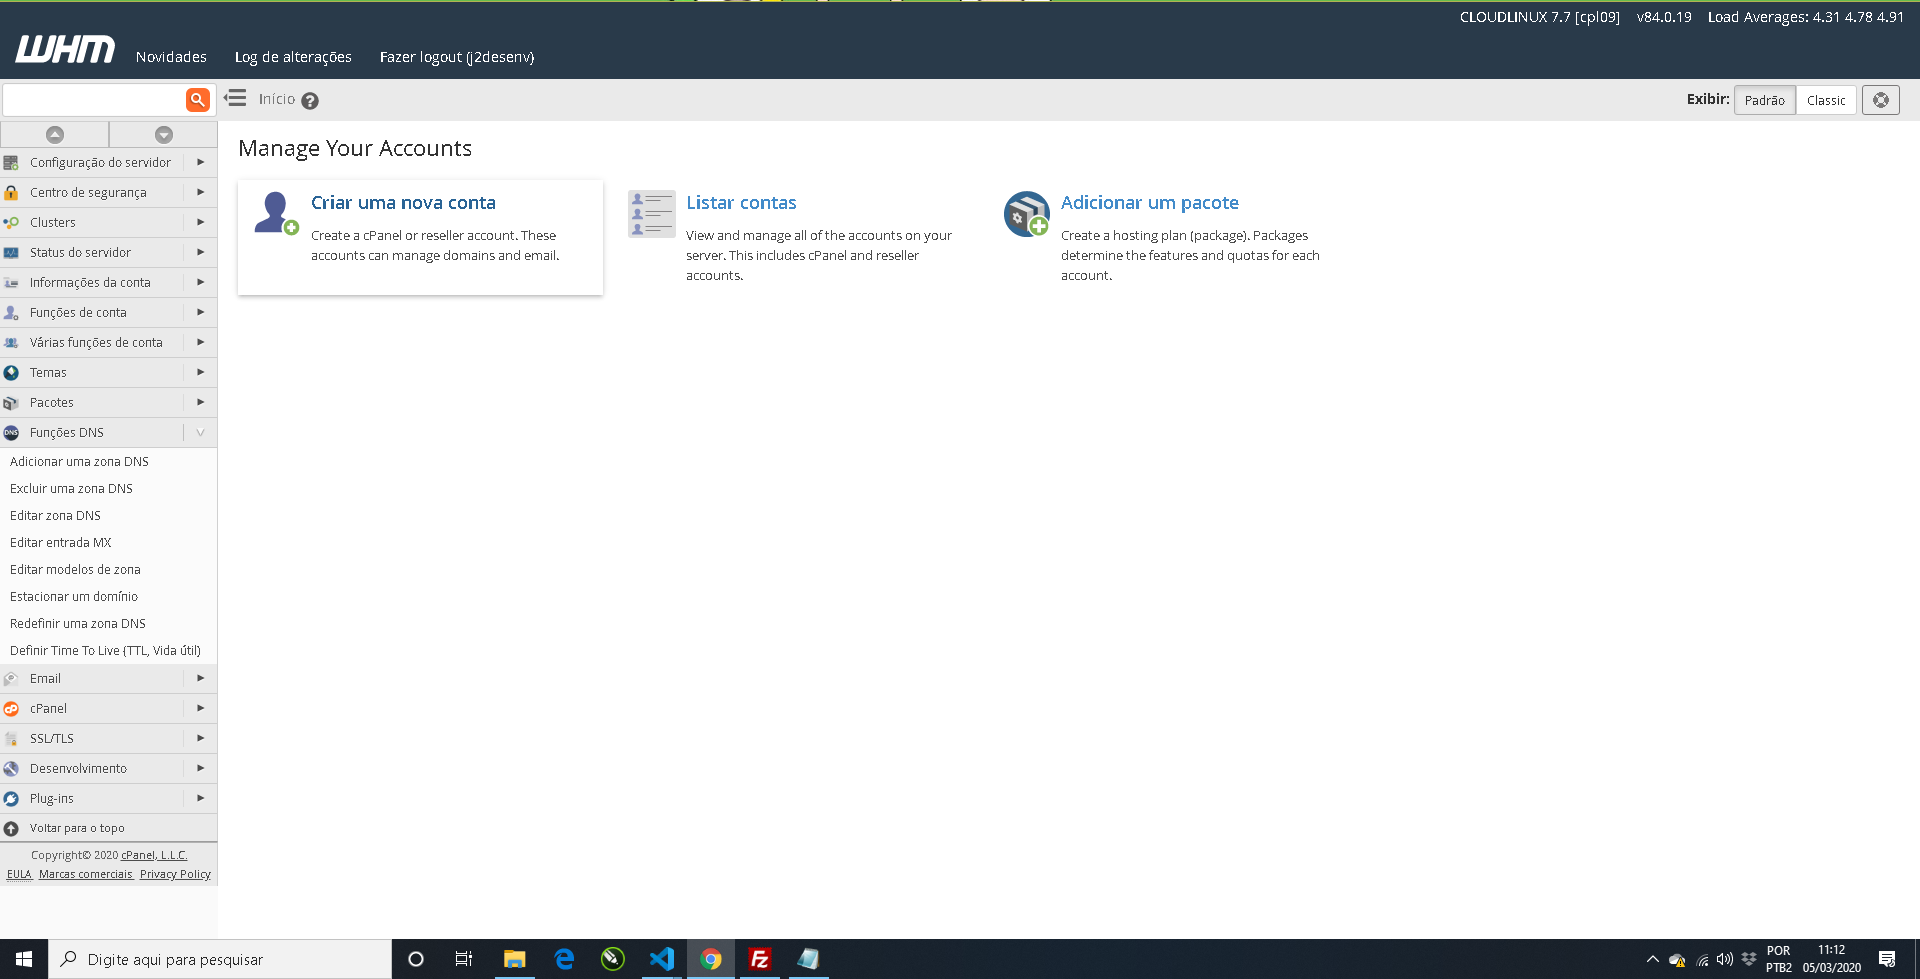 CLOUDLINUX 7.7 [cpl09] v84.0.19 Load Averages: 4.31 4.78 4.91
WHM Novidades Log de alterações Fazer logout (j2desenv)
Início ? Exibir: Padrão Classic
Manage Your Accounts
Criar uma nova conta
Create a cPanel or reseller account. These
accounts can manage domains and email.
Listar contas
View and manage all of the accounts on your
server. This includes cPanel and reseller
accounts.
Adicionar um pacote
Create a hosting plan (package). Packages
determine the features and quotas for each
account.
Configuração do servidor
Centro de segurança
Clusters
Status do servidor
Informações da conta
Funções de conta
Várias funções de conta
Temas
Pacotes
DNS Funções DNS
Adicionar uma zona DNS
Excluir uma zona DNS
Editar zona DNS
Editar entrada MX
Editar modelos de zona
Estacionar um domínio
Redefinir uma zona DNS
Definir Time To Live (TTL, Vida útil)
Email
cPanel
SSL/TLS
Desenvolvimento
Plug-ins
Voltar para o topo
Copyright© 2020 cPanel, L.L.C.
EULA Marcas comerciais Privacy Policy
Digite aqui para pesquisar
POR
PTB2
11:12
05/03/2020